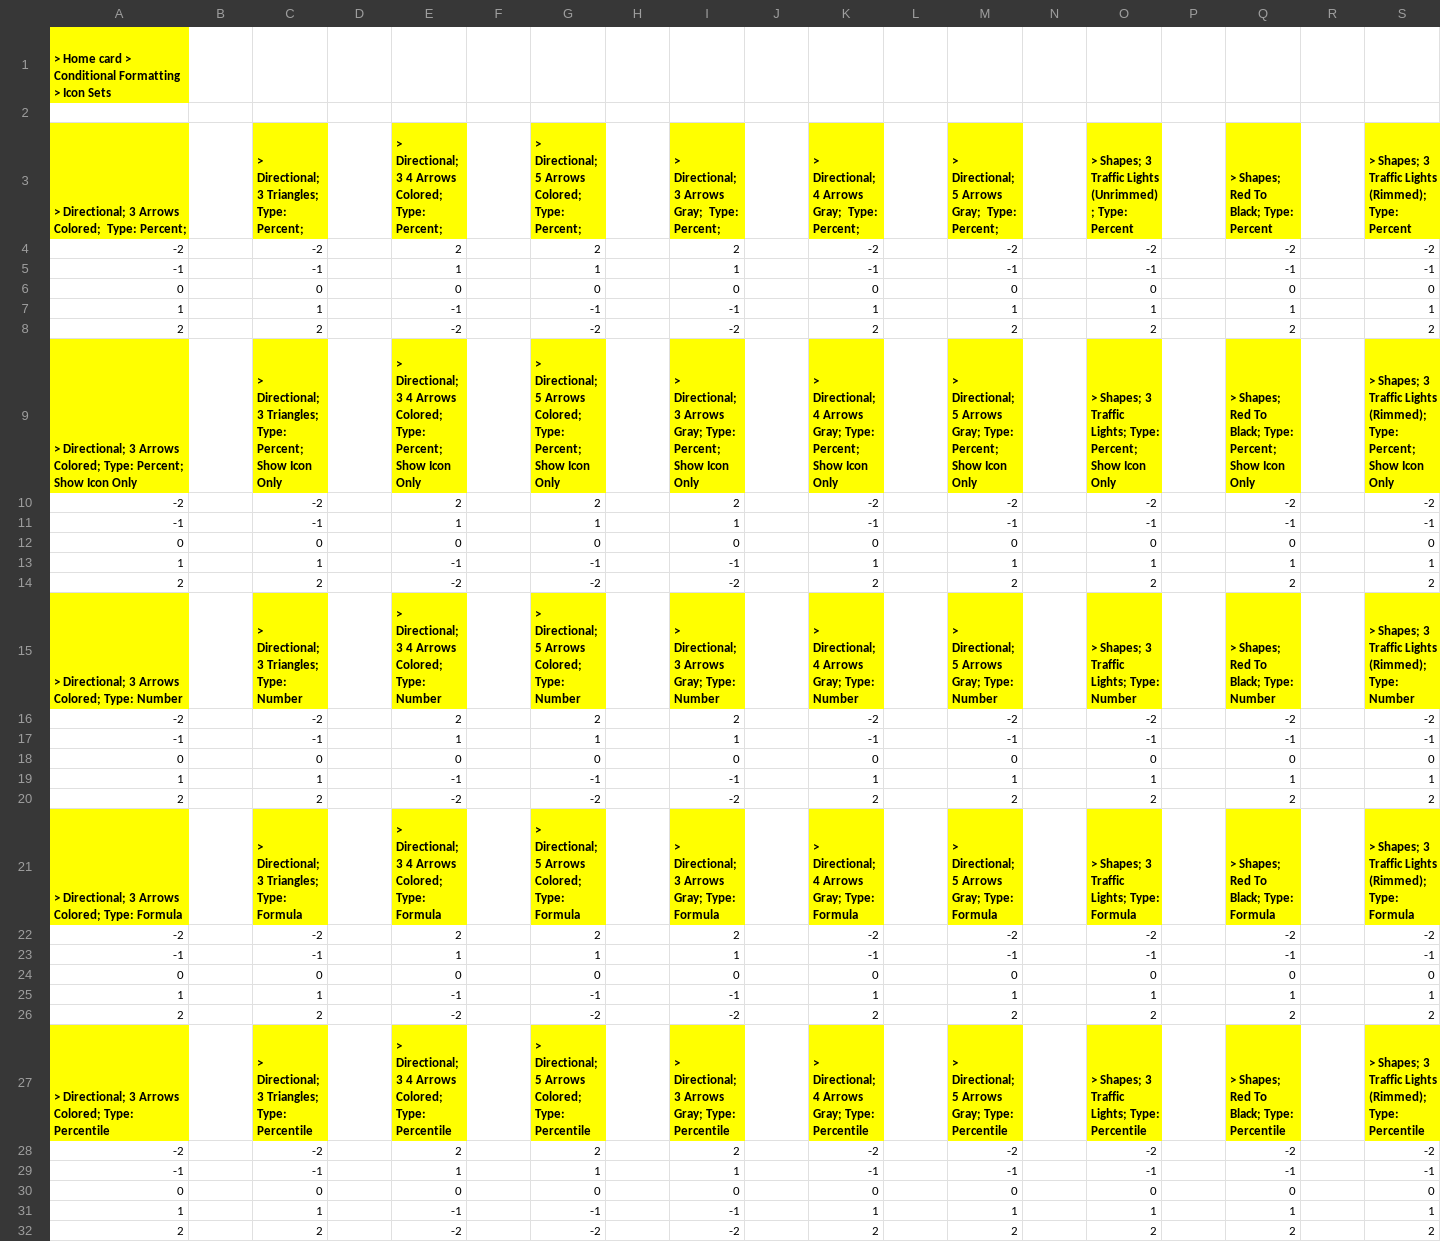 A B C D E F G H I J K L M N O P Q R S
1
> Home card >
Conditional Formatting
> Icon Sets
2
3
> Directional; 3 Arrows
Colored;  Type: Percent;
>
Directional;
3 Triangles;
Type:
Percent;
>
Directional;
3 4 Arrows
Colored;
Type:
Percent;
>
Directional;
5 Arrows
Colored;
Type:
Percent;
>
Directional;
3 Arrows
Gray;  Type:
Percent;
>
Directional;
4 Arrows
Gray;  Type:
Percent;
>
Directional;
5 Arrows
Gray;  Type:
Percent;
> Shapes; 3
Traffic Lights
(Unrimmed)
; Type:
Percent
> Shapes;
Red To
Black; Type:
Percent
> Shapes; 3
Traffic Lights
(Rimmed);
Type:
Percent
4 -2 -2 2 2 2 -2 -2 -2 -2 -2
5 -1 -1 1 1 1 -1 -1 -1 -1 -1
6 0 0 0 0 0 0 0 0 0 0
7 1 1 -1 -1 -1 1 1 1 1 1
8 2 2 -2 -2 -2 2 2 2 2 2
9
> Directional; 3 Arrows
Colored; Type: Percent;
Show Icon Only
>
Directional;
3 Triangles;
Type:
Percent;
Show Icon
Only
>
Directional;
3 4 Arrows
Colored;
Type:
Percent;
Show Icon
Only
>
Directional;
5 Arrows
Colored;
Type:
Percent;
Show Icon
Only
>
Directional;
3 Arrows
Gray; Type:
Percent;
Show Icon
Only
>
Directional;
4 Arrows
Gray; Type:
Percent;
Show Icon
Only
>
Directional;
5 Arrows
Gray; Type:
Percent;
Show Icon
Only
> Shapes; 3
Traffic
Lights; Type:
Percent;
Show Icon
Only
> Shapes;
Red To
Black; Type:
Percent;
Show Icon
Only
> Shapes; 3
Traffic Lights
(Rimmed);
Type:
Percent;
Show Icon
Only
10 -2 -2 2 2 2 -2 -2 -2 -2 -2
11 -1 -1 1 1 1 -1 -1 -1 -1 -1
12 0 0 0 0 0 0 0 0 0 0
13 1 1 -1 -1 -1 1 1 1 1 1
14 2 2 -2 -2 -2 2 2 2 2 2
15
> Directional; 3 Arrows
Colored; Type: Number
>
Directional;
3 Triangles;
Type:
Number
>
Directional;
3 4 Arrows
Colored;
Type:
Number
>
Directional;
5 Arrows
Colored;
Type:
Number
>
Directional;
3 Arrows
Gray; Type:
Number
>
Directional;
4 Arrows
Gray; Type:
Number
>
Directional;
5 Arrows
Gray; Type:
Number
> Shapes; 3
Traffic
Lights; Type:
Number
> Shapes;
Red To
Black; Type:
Number
> Shapes; 3
Traffic Lights
(Rimmed);
Type:
Number
16 -2 -2 2 2 2 -2 -2 -2 -2 -2
17 -1 -1 1 1 1 -1 -1 -1 -1 -1
18 0 0 0 0 0 0 0 0 0 0
19 1 1 -1 -1 -1 1 1 1 1 1
20 2 2 -2 -2 -2 2 2 2 2 2
21
> Directional; 3 Arrows
Colored; Type: Formula
>
Directional;
3 Triangles;
Type:
Formula
>
Directional;
3 4 Arrows
Colored;
Type:
Formula
>
Directional;
5 Arrows
Colored;
Type:
Formula
>
Directional;
3 Arrows
Gray; Type:
Formula
>
Directional;
4 Arrows
Gray; Type:
Formula
>
Directional;
5 Arrows
Gray; Type:
Formula
> Shapes; 3
Traffic
Lights; Type:
Formula
> Shapes;
Red To
Black; Type:
Formula
> Shapes; 3
Traffic Lights
(Rimmed);
Type:
Formula
22 -2 -2 2 2 2 -2 -2 -2 -2 -2
23 -1 -1 1 1 1 -1 -1 -1 -1 -1
24 0 0 0 0 0 0 0 0 0 0
25 1 1 -1 -1 -1 1 1 1 1 1
26 2 2 -2 -2 -2 2 2 2 2 2
27
> Directional; 3 Arrows
Colored; Type:
Percentile
>
Directional;
3 Triangles;
Type:
Percentile
>
Directional;
3 4 Arrows
Colored;
Type:
Percentile
>
Directional;
5 Arrows
Colored;
Type:
Percentile
>
Directional;
3 Arrows
Gray; Type:
Percentile
>
Directional;
4 Arrows
Gray; Type:
Percentile
>
Directional;
5 Arrows
Gray; Type:
Percentile
> Shapes; 3
Traffic
Lights; Type:
Percentile
> Shapes;
Red To
Black; Type:
Percentile
> Shapes; 3
Traffic Lights
(Rimmed);
Type:
Percentile
28 -2 -2 2 2 2 -2 -2 -2 -2 -2
29 -1 -1 1 1 1 -1 -1 -1 -1 -1
30 0 0 0 0 0 0 0 0 0 0
31 1 1 -1 -1 -1 1 1 1 1 1
32 2 2 -2 -2 -2 2 2 2 2 2